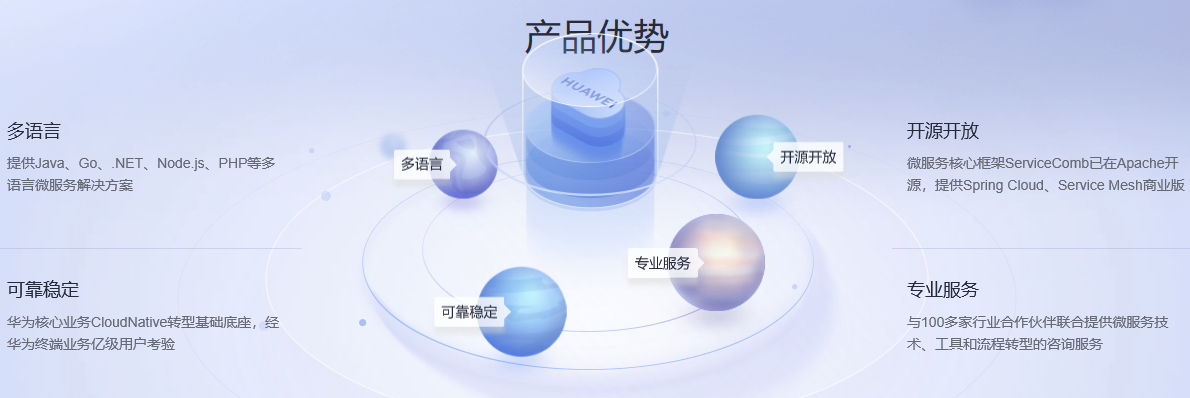 产品优势
HUAWEI
多语言
提供Java、Go、.NET、Node.js、PHP等多
语言微服务解决方案
可靠稳定
华为核心业务CloudNative转型基础底座，经
华为终端业务亿级用户考验
多语言
开源开放
专业服务
可靠稳定
开源开放
微服务核心框架ServiceComb已在Apache开
源，提供Spring Cloud、Service Mesh商业版
专业服务
与100多家行业合作伙伴联合提供微服务技
术、工具和流程转型的咨询服务